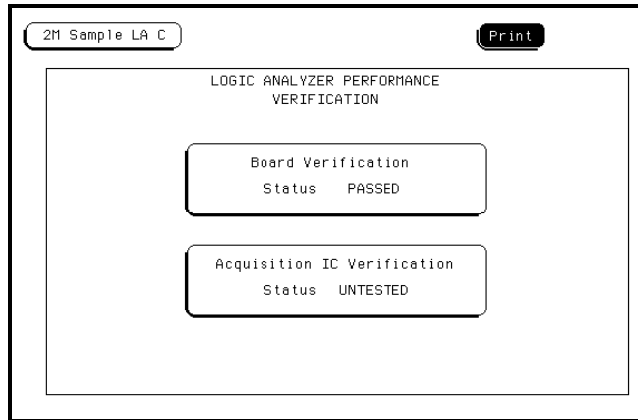 2M Sample LA C
Print
LOGIC ANALYZER PERFORMANCE
VERIFICATION
Board Verification
Status PASSED
Acquisition IC Verification
Status UNTESTED